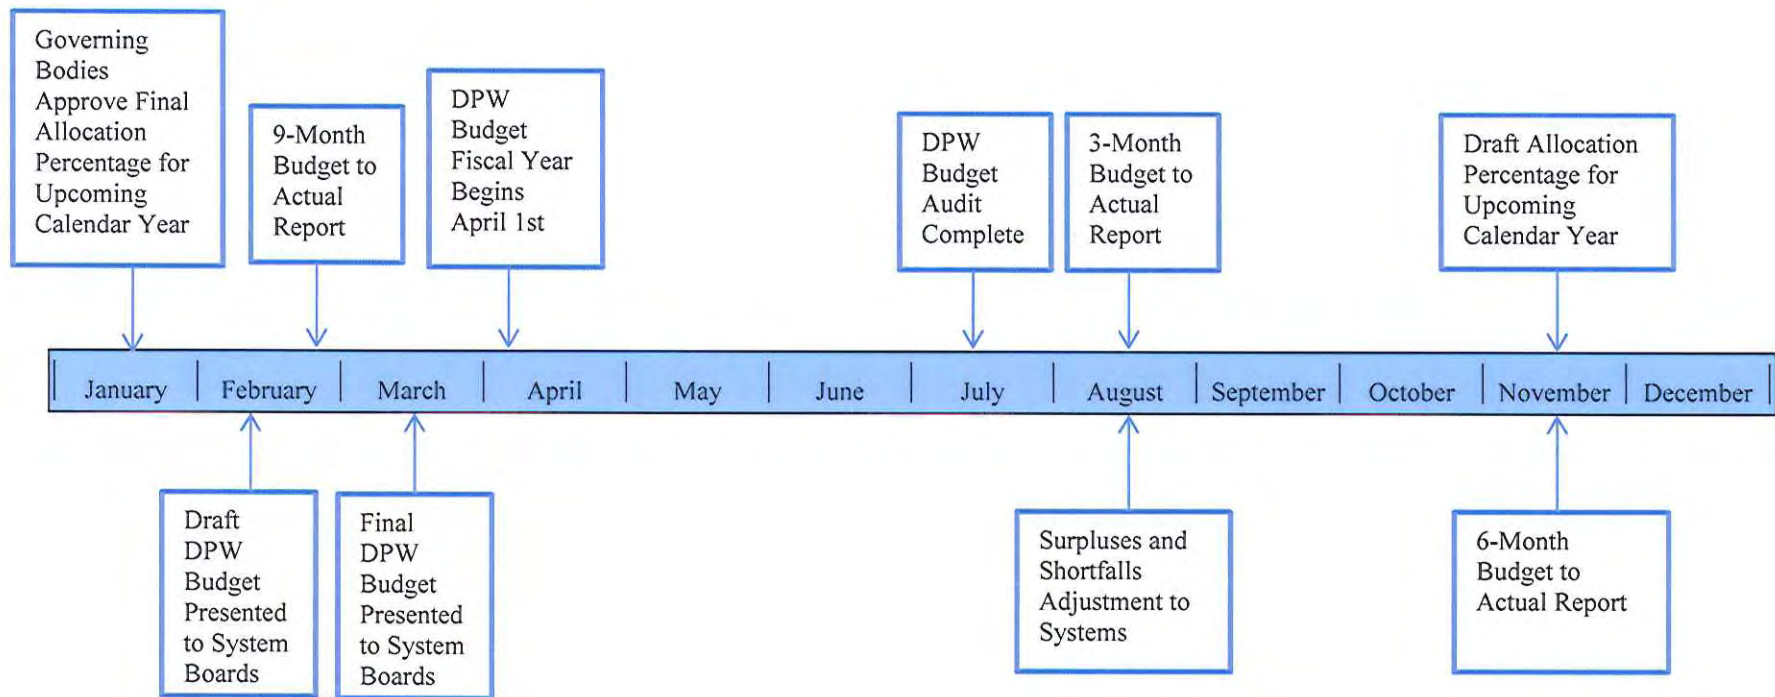 Governing
Bodies
Approve Final
Allocation
Percentage for
Upcoming
Calendar Year
9-Month
Budget to
Actual
Report
DPW
Budget
Fiscal Year
Begins
April 1st
DPW
Budget
Audit
Complete
3-Month
Budget to
Actual
Report
Draft Allocation
Percentage for
Upcoming
Calendar Year
January February March April May June July August September October November December
Draft
DPW
Budget
Presented
to System
Boards
Final
DPW
Budget
Presented
to System
Boards
Surpluses and
Shortfalls
Adjustment to
Systems
6-Month
Budget to
Actual Report